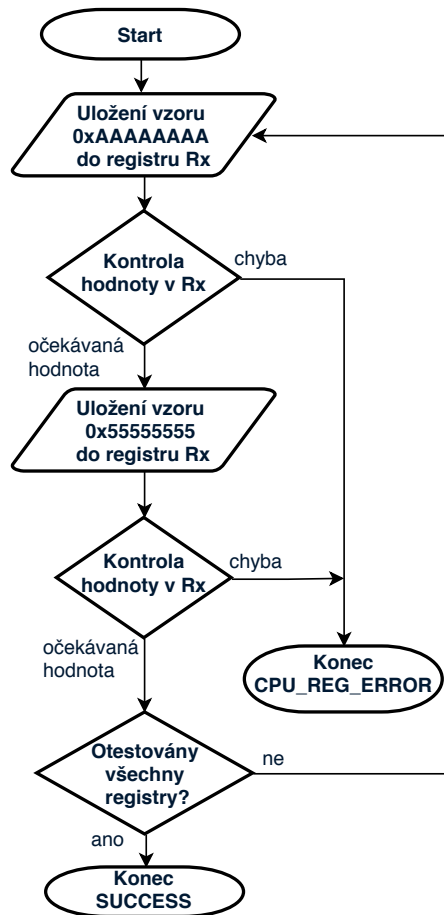 Start
Uložení vzoru
0xAAAAAAAA
do registru Rx
Kontrola
hodnoty v Rx
chyba
očekávaná
hodnota
Uložení vzoru
0x55555555
do registru Rx
Kontrola
hodnoty v Rx
chyba
očekávaná
hodnota
Konec
CPU_REG_ERROR
Otestovány
všechny
registry?
ne
ano
Konec
SUCCESS